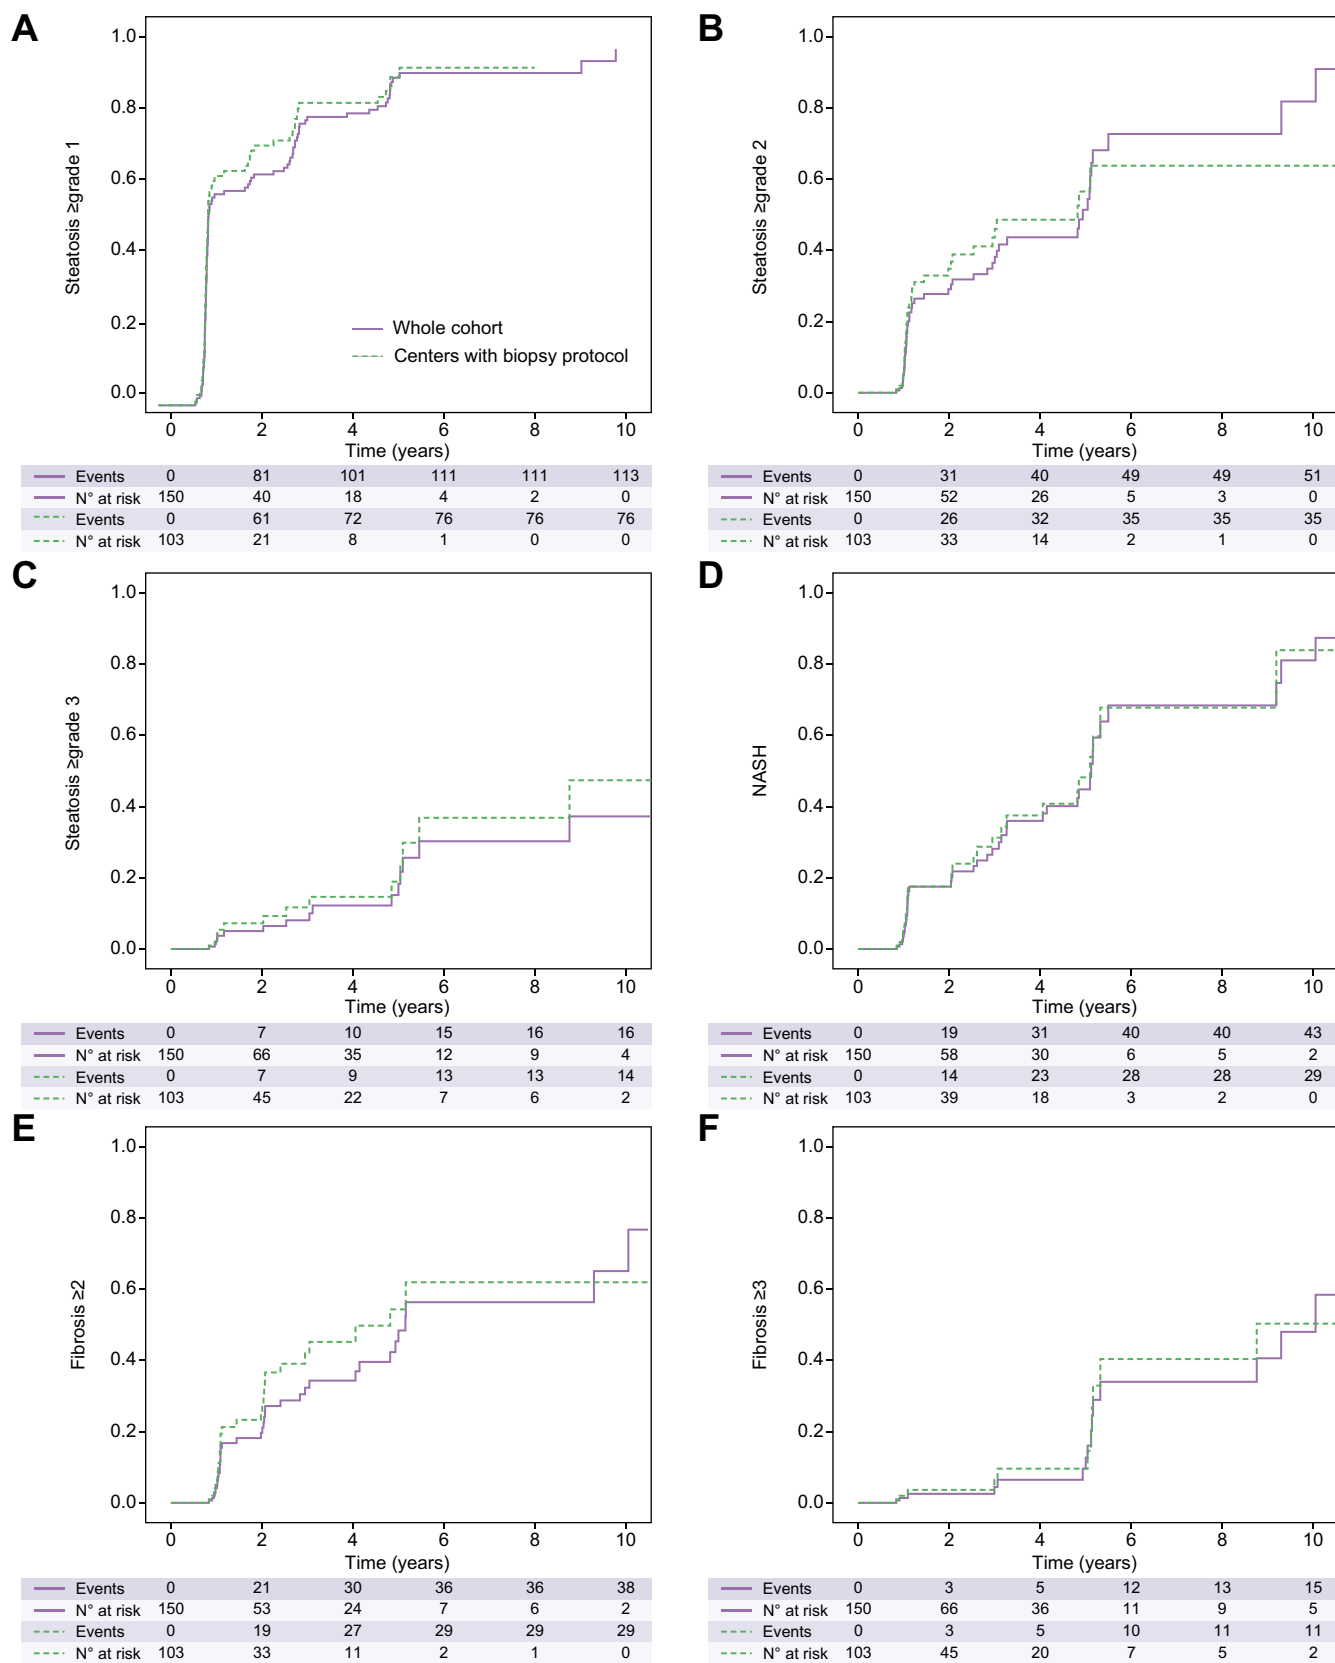 A
1.0
0.8
0.6
0.4
0.2
0.0
Steatosis ≥grade 1
Whole cohort
Centers with biopsy protocol
0 2 4 6 8 10
Time (years)
Events 0 81 101 111 111 113
N° at risk 150 40 18 4 2 0
Events 0 61 72 76 76 76
N° at risk 103 21 8 1 0 0
B
1.0
0.8
0.6
0.4
0.2
0.0
Steatosis ≥grade 2
0 2 4 6 8 10
Time (years)
Events 0 31 40 49 49 51
N° at risk 150 52 26 5 3 0
Events 0 26 32 35 35 35
N° at risk 103 33 14 2 1 0
C
1.0
0.8
0.6
0.4
0.2
0.0
Steatosis ≥grade 3
0 2 4 6 8 10
Time (years)
Events 0 7 10 15 16 16
N° at risk 150 66 35 12 9 4
Events 0 7 9 13 13 14
N° at risk 103 45 22 7 6 2
D
1.0
0.8
0.6
0.4
0.2
0.0
NASH
0 2 4 6 8 10
Time (years)
Events 0 19 31 40 40 43
N° at risk 150 58 30 6 5 2
Events 0 14 23 28 28 29
N° at risk 103 39 18 3 2 0
E
1.0
0.8
0.6
0.4
0.2
0.0
Fibrosis ≥2
0 2 4 6 8 10
Time (years)
Events 0 21 30 36 36 38
N° at risk 150 53 24 7 6 2
Events 0 19 27 29 29 29
N° at risk 103 33 11 2 1 0
F
1.0
0.8
0.6
0.4
0.2
0.0
Fibrosis ≥3
0 2 4 6 8 10
Time (years)
Events 0 3 5 12 13 15
N° at risk 150 66 36 11 9 5
Events 0 3 5 10 11 11
N° at risk 103 45 20 7 5 2